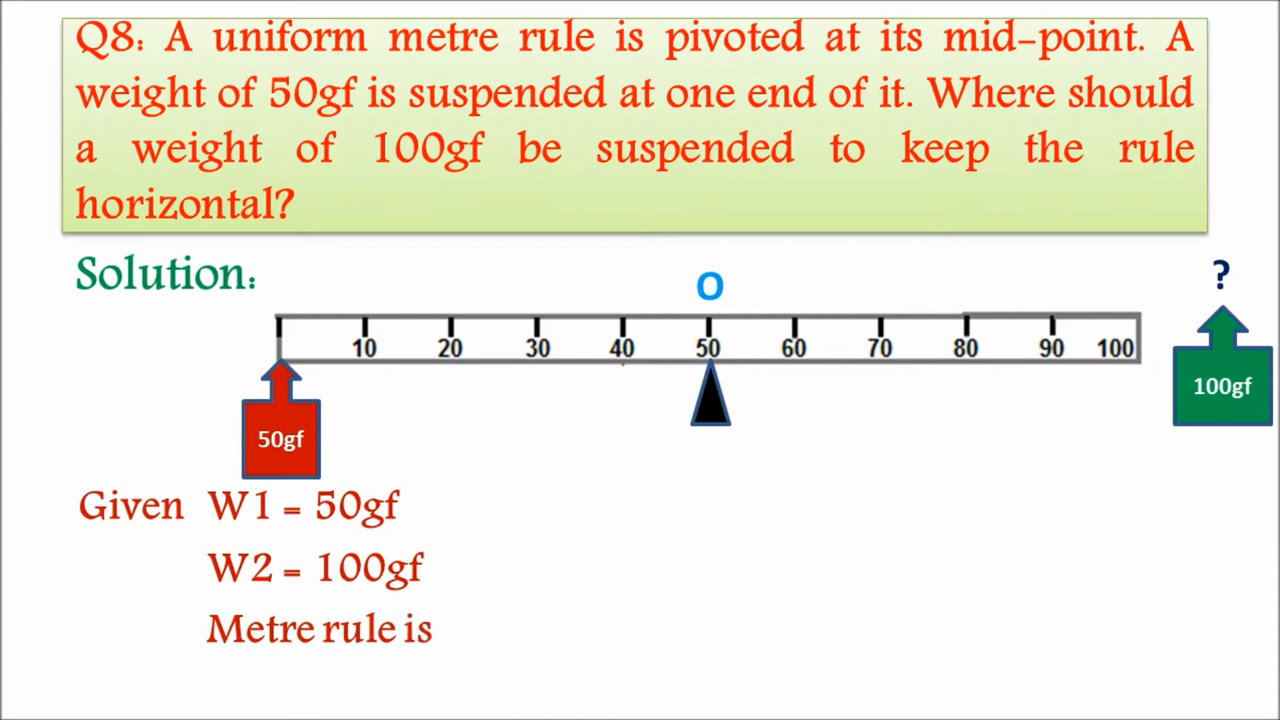 Q8: A uniform metre rule is pivoted at its mid-point. A
weight of 50gf is suspended at one end of it. Where should
a weight of 100gf be suspended to keep the rule
horizontal?
Solution:
O
?
10 20 30 40 50 60 70 80 90 100
100gf
50gf
Given W1 = 50gf
W2 = 100gf
Metre rule is